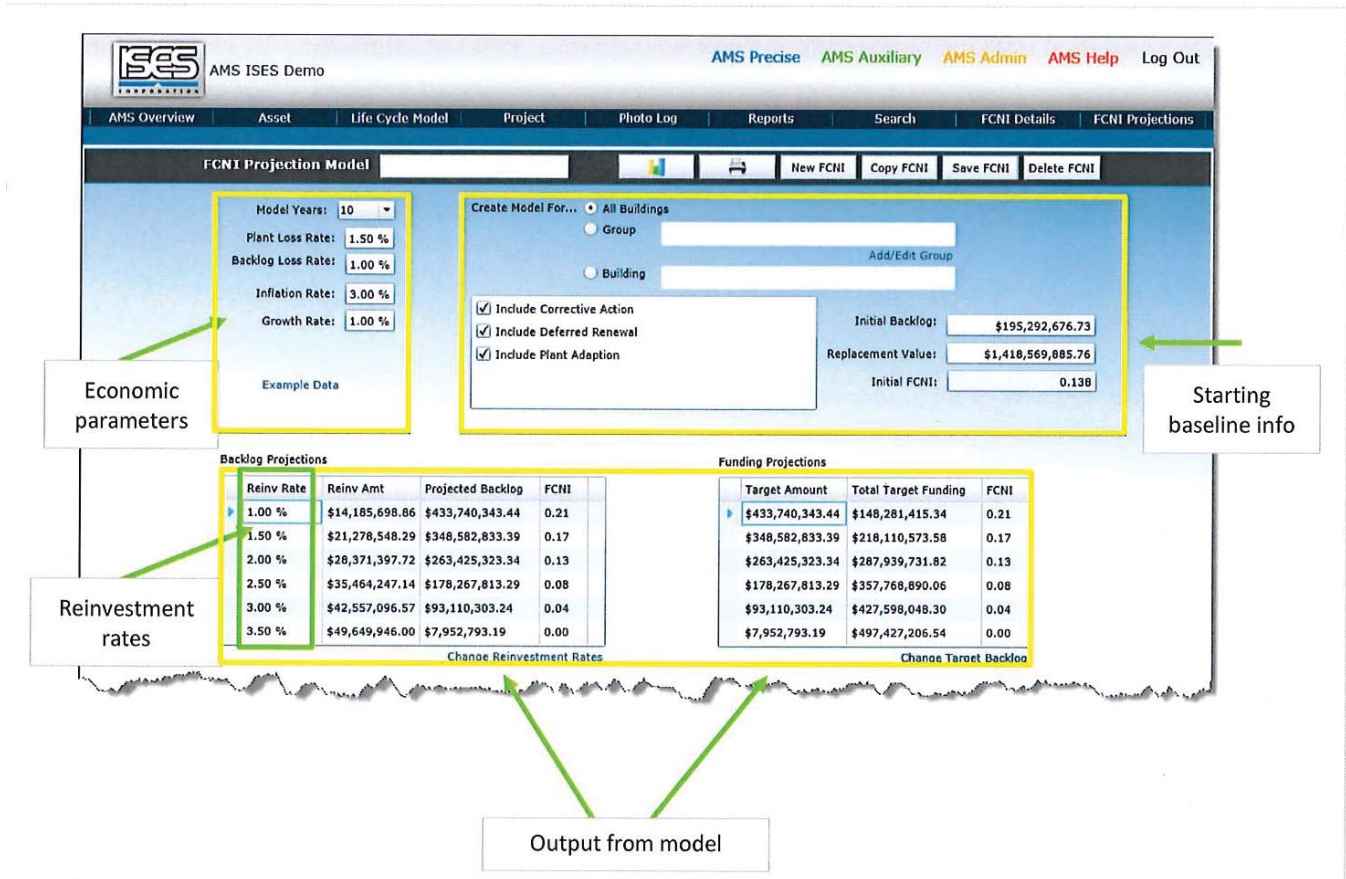 ISES
CORPORATION
AMS ISES Demo
AMS Precise AMS Auxiliary AMS Admin AMS Help Log Out
AMS Overview Asset Life Cycle Model Project Photo Log Reports Search FCNI Details FCNI Projections
FCNI Projection Model New FCNI Copy FCNI Save FCNI Delete FCNI
Model Years: 10
Plant Loss Rate: 1.50 %
Backlog Loss Rate: 1.00 %
Inflation Rate: 3.00 %
Growth Rate: 1.00 %
Example Data
Create Model For... All Buildings
Group
Add/Edit Group
Building
Include Corrective Action
Include Deferred Renewal
Include Plant Adaption
Initial Backlog: $195,292,676.73
Replacement Value: $1,418,569,885.76
Initial FCNI: 0.138
Economic
parameters
Starting
baseline info
Backlog Projections
Reinv Rate Reinv Amt Projected Backlog FCNI
1.00 % $14,185,698.86 $433,740,343.44 0.21
1.50 % $21,278,548.29 $348,582,833.39 0.17
2.00 % $28,371,397.72 $263,425,323.34 0.13
2.50 % $35,464,247.14 $178,267,813.29 0.08
3.00 % $42,557,096.57 $93,110,303.24 0.04
3.50 % $49,649,946.00 $7,952,793.19 0.00
Change Reinvestment Rates
Funding Projections
Target Amount Total Target Funding FCNI
$433,740,343.44 $148,281,415.34 0.21
$348,582,833.39 $218,110,573.58 0.17
$263,425,323.34 $287,939,731.82 0.13
$178,267,813.29 $357,768,890.06 0.08
$93,110,303.24 $427,598,048.30 0.04
$7,952,793.19 $497,427,206.54 0.00
Change Target Backlog
Reinvestment
rates
Output from model